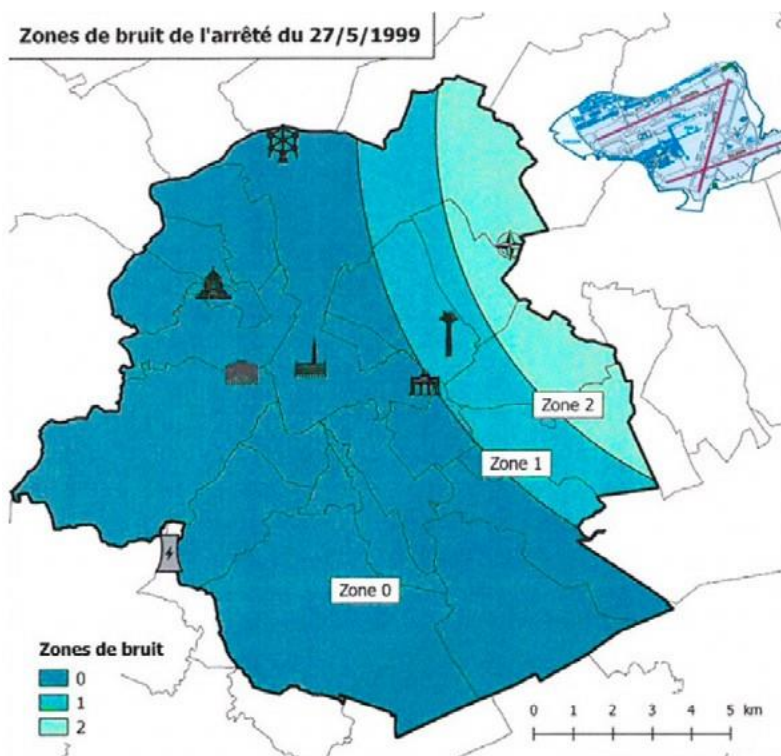 Zones de bruit de l'arrêté du 27/5/1999
Zone 2
Zone 1
Zone 0
Zones de bruit
0
1
2
0 1 2 3 4 5 km